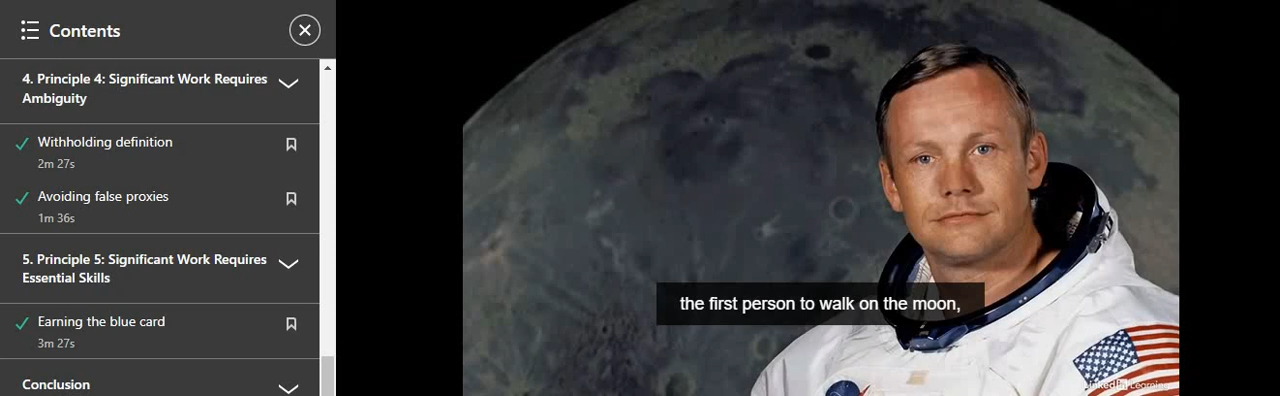 Contents
4. Principle 4: Significant Work Requires
Ambiguity
Withholding definition
2m 27s
Avoiding false proxies
1m 36s
5. Principle 5: Significant Work Requires
Essential Skills
Earning the blue card
3m 27s
Conclusion
the first person to walk on the moon,
LinkedIn Learning